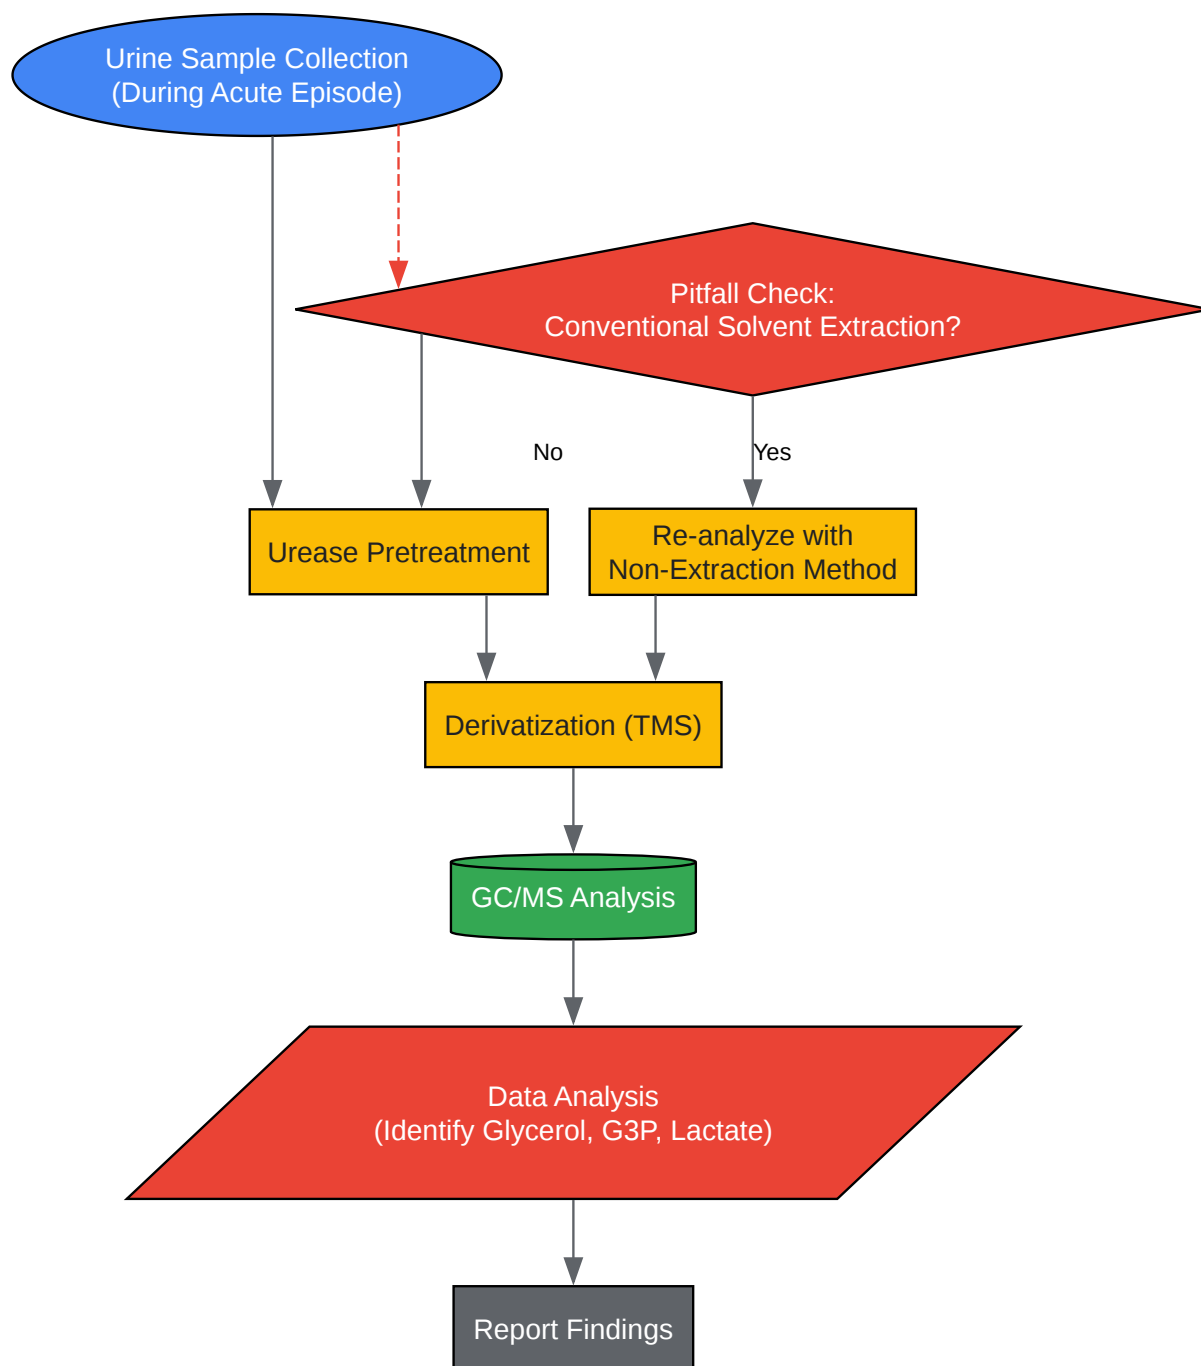 Urine Sample Collection
(During Acute Episode)
Pitfall Check:
Conventional Solvent Extraction?
No
Yes
Urease Pretreatment
Re-analyze with
Non-Extraction Method
Derivatization (TMS)
GC/MS Analysis
Data Analysis
(Identify Glycerol, G3P, Lactate)
Report Findings